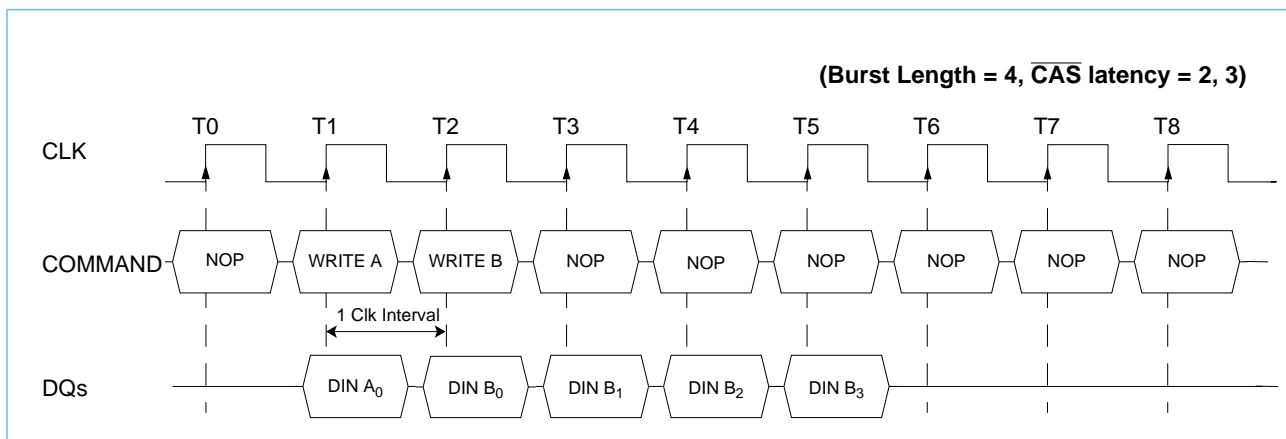 (Burst Length = 4, C̅A̅S̅ latency = 2, 3)
T0 T1 T2 T3 T4 T5 T6 T7 T8
CLK
COMMAND NOP WRITE A WRITE B NOP NOP NOP NOP NOP NOP
1 Clk Interval
DQs DIN A₀ DIN B₀ DIN B₁ DIN B₂ DIN B₃